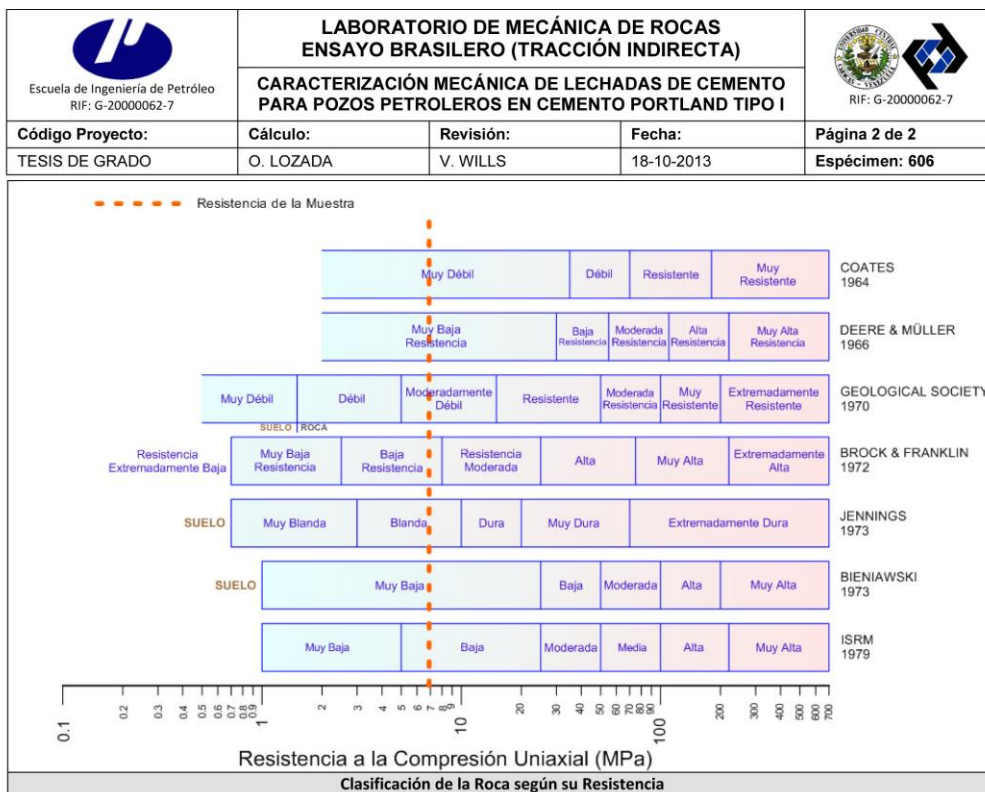 LABORATORIO DE MECÁNICA DE ROCAS
ENSAYO BRASILERO (TRACCIÓN INDIRECTA)
CARACTERIZACIÓN MECÁNICA DE LECHADAS DE CEMENTO
PARA POZOS PETROLEROS EN CEMENTO PORTLAND TIPO I
Escuela de Ingeniería de Petróleo
RIF: G-20000062-7
UNIVERSIDAD CENTRAL
CARACAS - VENEZUELA
RIF: G-20000062-7
Código Proyecto:
Cálculo:
Revisión:
Fecha:
Página 2 de 2
TESIS DE GRADO
O. LOZADA
V. WILLS
18-10-2013
Espécimen: 606
Resistencia de la Muestra
Muy Débil
Débil
Resistente
Muy
Resistente
COATES
1964
Muy Baja
Resistencia
Baja
Resistencia
Moderada
Resistencia
Alta
Resistencia
Muy Alta
Resistencia
DEERE & MÜLLER
1966
Muy Débil
Débil
Moderadamente
Débil
Resistente
Moderada
Resistencia
Muy
Resistente
Extremadamente
Resistente
GEOLOGICAL SOCIETY
1970
SUELO
ROCA
Resistencia
Extremadamente Baja
Muy Baja
Resistencia
Baja
Resistencia
Resistencia
Moderada
Alta
Muy Alta
Extremadamente
Alta
BROCK & FRANKLIN
1972
SUELO
Muy Blanda
Blanda
Dura
Muy Dura
Extremadamente Dura
JENNINGS
1973
SUELO
Muy Baja
Baja
Moderada
Alta
Muy Alta
BIENIAWSKI
1973
Muy Baja
Baja
Moderada
Media
Alta
Muy Alta
ISRM
1979
0.1
0.2
0.3
0.4
0.5
0.6
0.7
0.8
0.9
1
2
3
4
5
6
7
8
9
10
20
30
40
50
60
70
80
90
100
200
300
400
500
600
700
Resistencia a la Compresión Uniaxial (MPa)
Clasificación de la Roca según su Resistencia